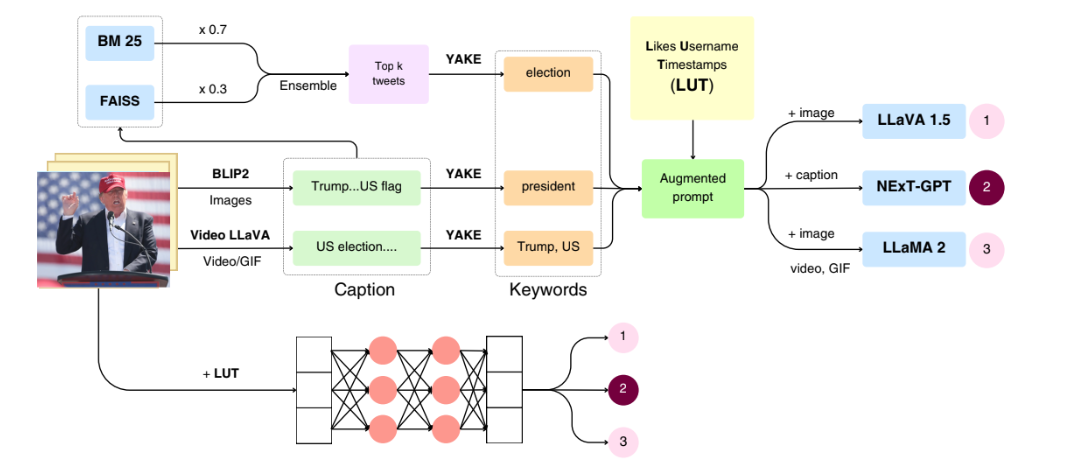 BM 25
x 0.7
FAISS
x 0.3
Ensemble
Top k
tweets
YAKE
election
Likes Username
Timestamps
(LUT)
BLIP2
Images
Trump...US flag
YAKE
president
Video LLaVA
Video/GIF
US election....
YAKE
Trump, US
Caption
Keywords
Augmented
prompt
+ image
LLaVA 1.5
1
+ caption
NExT-GPT
2
+ image
video, GIF
LLaMA 2
3
+ LUT
1
2
3